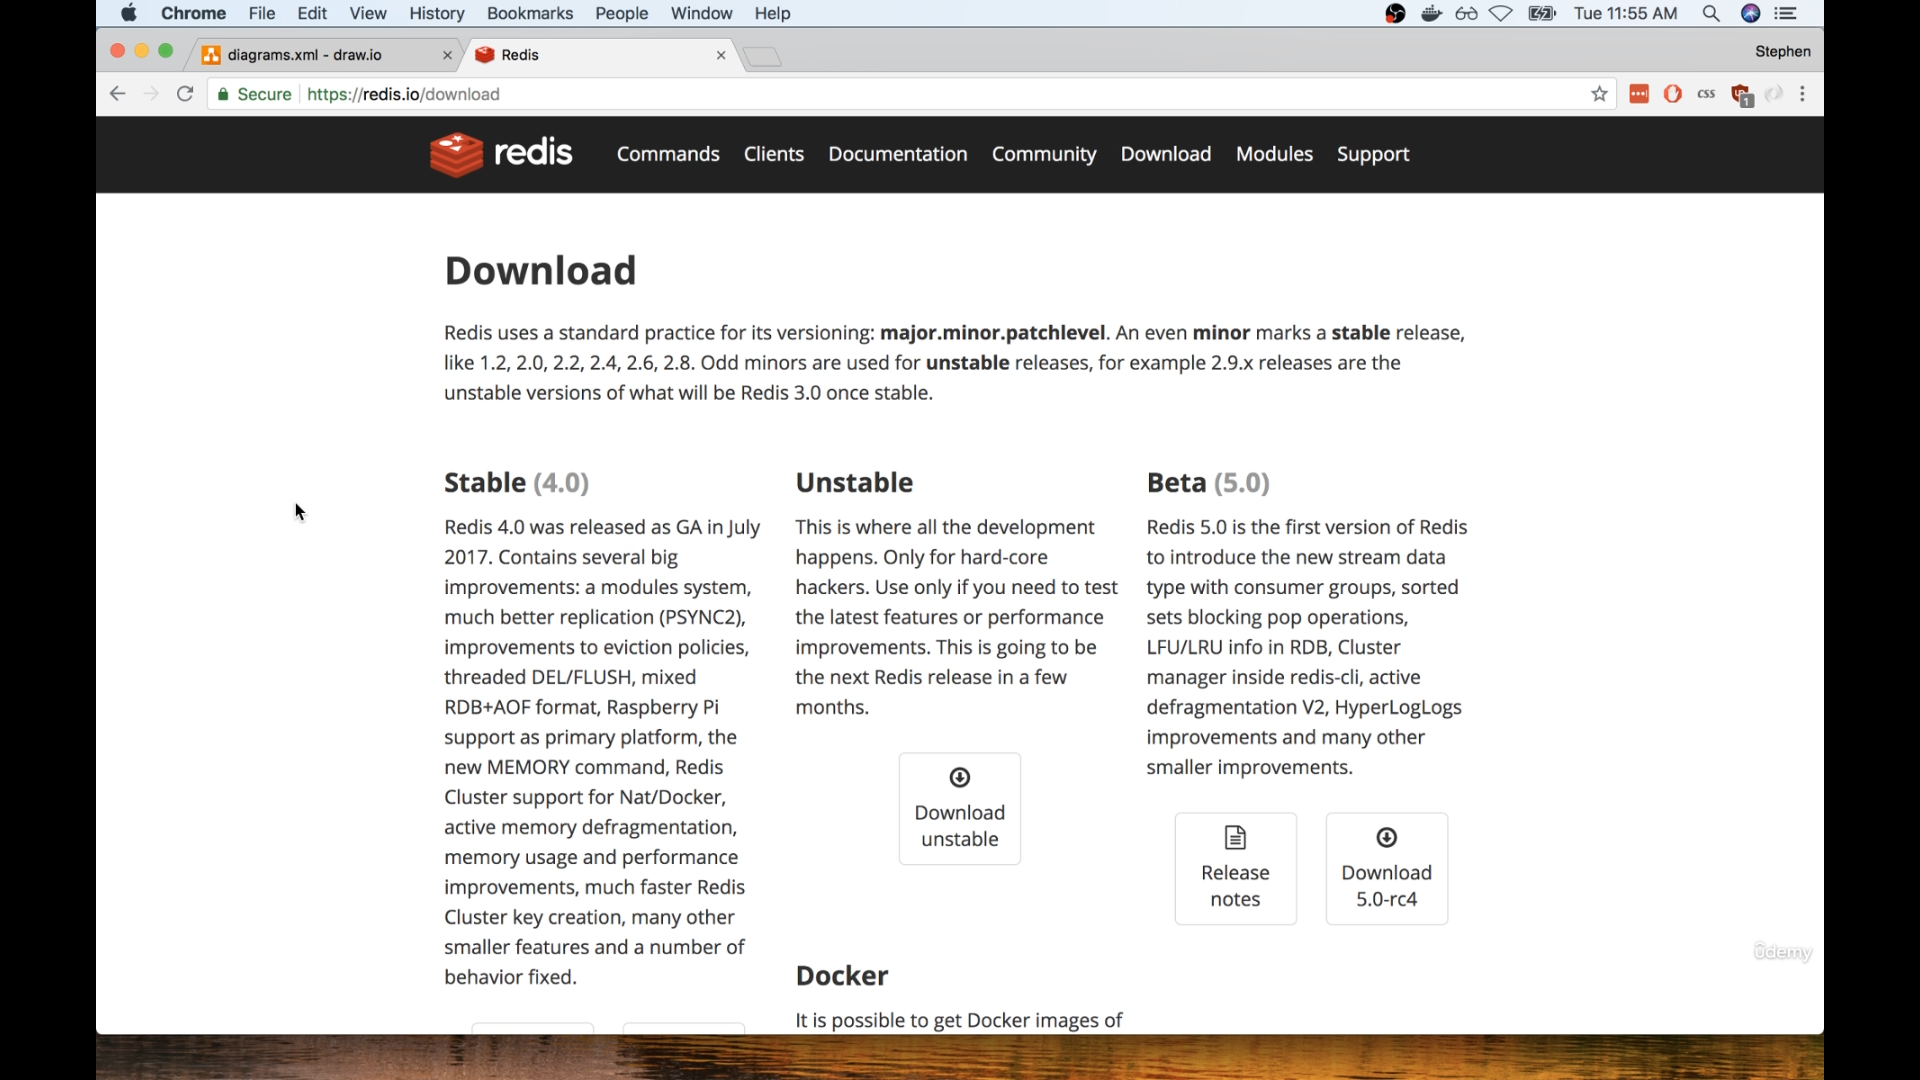 Chrome File Edit View History Bookmarks People Window Help Tue 11:55 AM
diagrams.xml - draw.io Redis Stephen
Secure https://redis.io/download css 1
redis Commands Clients Documentation Community Download Modules Support
Download
Redis uses a standard practice for its versioning: major.minor.patchlevel. An even minor marks a stable release,
like 1.2, 2.0, 2.2, 2.4, 2.6, 2.8. Odd minors are used for unstable releases, for example 2.9.x releases are the
unstable versions of what will be Redis 3.0 once stable.
Stable (4.0)
Redis 4.0 was released as GA in July
2017. Contains several big
improvements: a modules system,
much better replication (PSYNC2),
improvements to eviction policies,
threaded DEL/FLUSH, mixed
RDB+AOF format, Raspberry Pi
support as primary platform, the
new MEMORY command, Redis
Cluster support for Nat/Docker,
active memory defragmentation,
memory usage and performance
improvements, much faster Redis
Cluster key creation, many other
smaller features and a number of
behavior fixed.
Unstable
This is where all the development
happens. Only for hard-core
hackers. Use only if you need to test
the latest features or performance
improvements. This is going to be
the next Redis release in a few
months.
Download
unstable
Docker
It is possible to get Docker images of
Beta (5.0)
Redis 5.0 is the first version of Redis
to introduce the new stream data
type with consumer groups, sorted
sets blocking pop operations,
LFU/LRU info in RDB, Cluster
manager inside redis-cli, active
defragmentation V2, HyperLogLogs
improvements and many other
smaller improvements.
Release
notes
Download
5.0-rc4
ûdemy